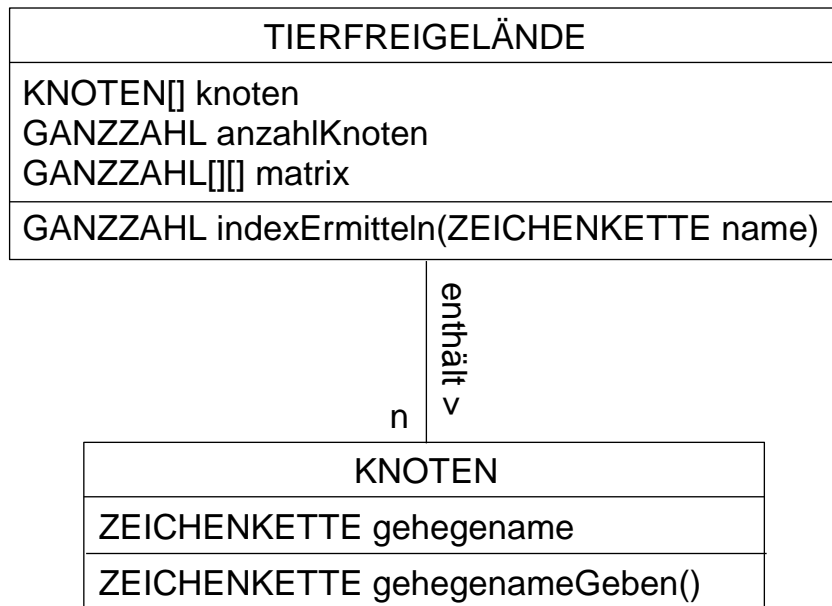 TIERFREIGELÄNDE
KNOTEN[] knoten
GANZZAHL anzahlKnoten
GANZZAHL[][] matrix
GANZZAHL indexErmitteln(ZEICHENKETTE name)
enthält >
n
KNOTEN
ZEICHENKETTE gehegename
ZEICHENKETTE gehegenameGeben()